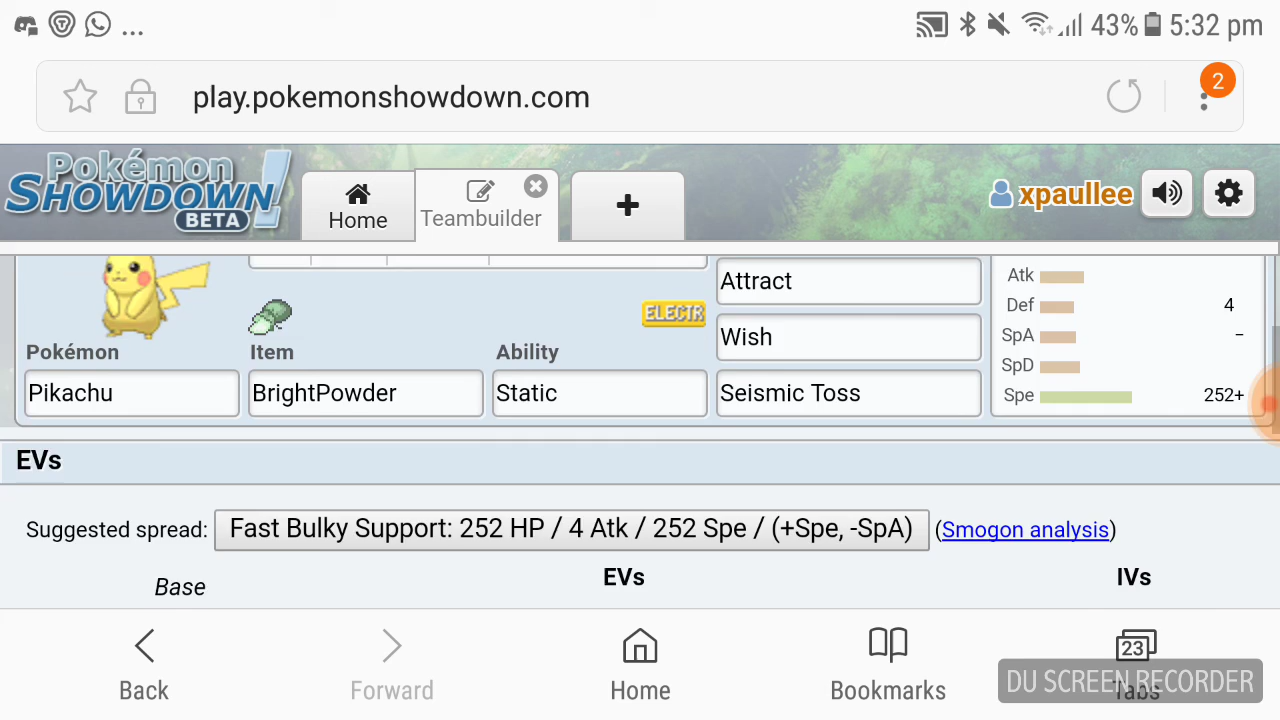 ... 43% 5:32 pm
play.pokemonshowdown.com
2
Pokémon
SHOWDOWN!
BETA
Home
Teambuilder
+
xpaullee
Attract
Wish
Seismic Toss
ELECTR
Pokémon
Item
Ability
Pikachu
BrightPowder
Static
Atk
Def 4
SpA −
SpD
Spe 252+
EVs
Suggested spread: Fast Bulky Support: 252 HP / 4 Atk / 252 Spe / (+Spe, -SpA) (Smogon analysis)
Base EVs IVs
Back
Forward
Home
Bookmarks
23
Tabs
DU SCREEN RECORDER